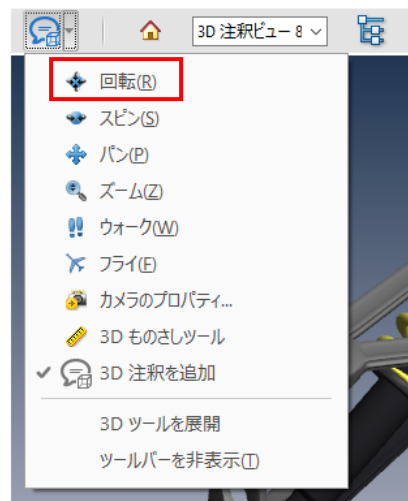 3D 注釈ビュー 8
回転(R)
スピン(S)
パン(P)
ズーム(Z)
ウォーク(W)
フライ(F)
カメラのプロパティ...
3D ものさしツール
3D 注釈を追加
3D ツールを展開
ツールバーを非表示(T)